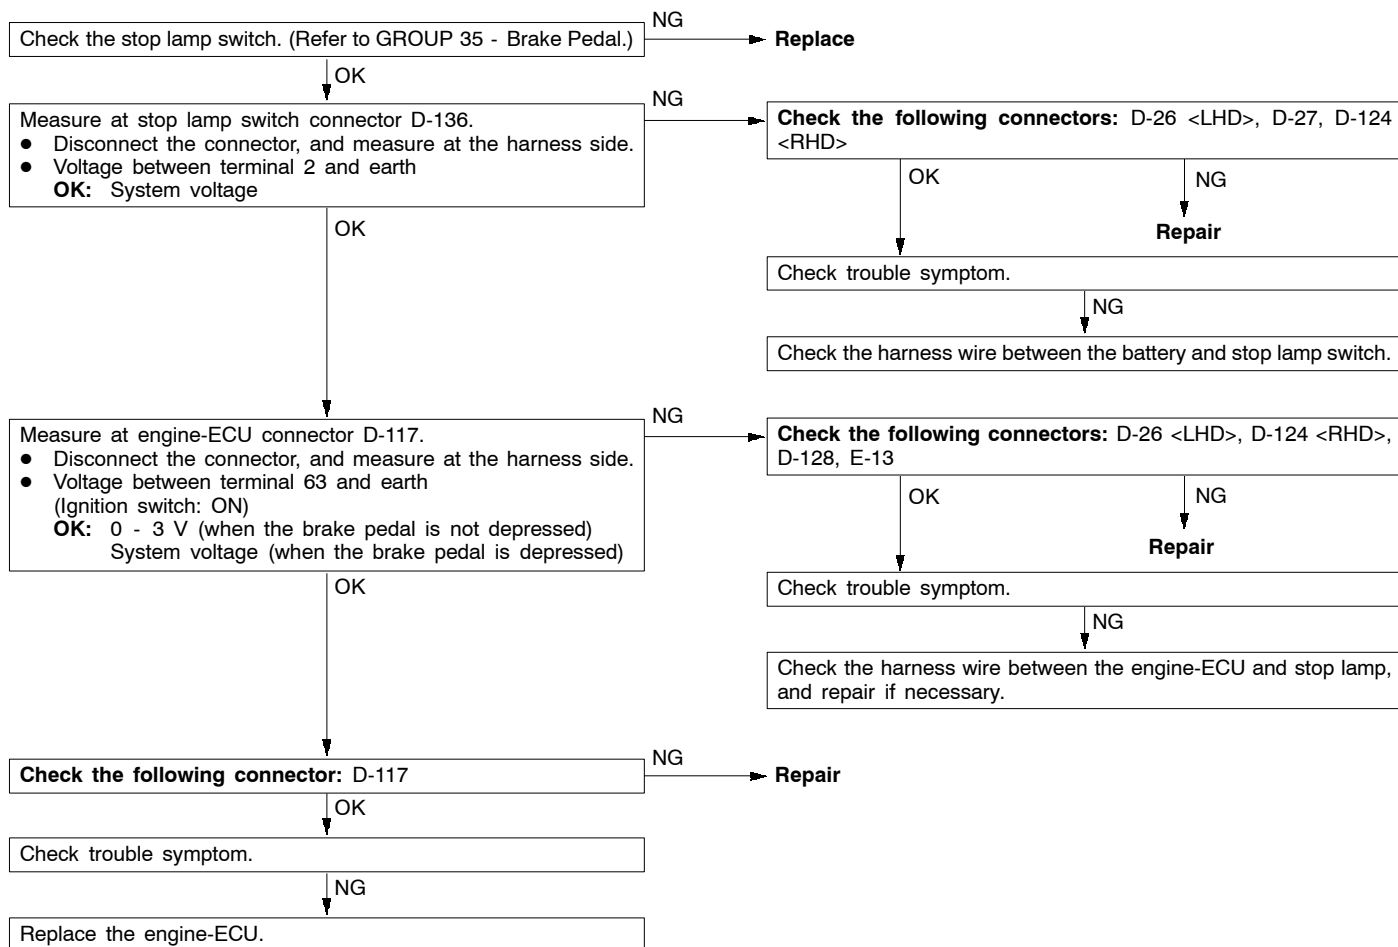 Check the stop lamp switch. (Refer to GROUP 35 - Brake Pedal.)
NG
Replace
OK
Measure at stop lamp switch connector D-136.
● Disconnect the connector, and measure at the harness side.
● Voltage between terminal 2 and earth
OK: System voltage
NG
Check the following connectors: D-26 <LHD>, D-27, D-124
<RHD>
OK
NG
Repair
Check trouble symptom.
NG
Check the harness wire between the battery and stop lamp switch.
OK
Measure at engine-ECU connector D-117.
● Disconnect the connector, and measure at the harness side.
● Voltage between terminal 63 and earth
(Ignition switch: ON)
OK: 0 - 3 V (when the brake pedal is not depressed)
System voltage (when the brake pedal is depressed)
NG
Check the following connectors: D-26 <LHD>, D-124 <RHD>,
D-128, E-13
OK
NG
Repair
Check trouble symptom.
NG
Check the harness wire between the engine-ECU and stop lamp,
and repair if necessary.
OK
Check the following connector: D-117
NG
Repair
OK
Check trouble symptom.
NG
Replace the engine-ECU.